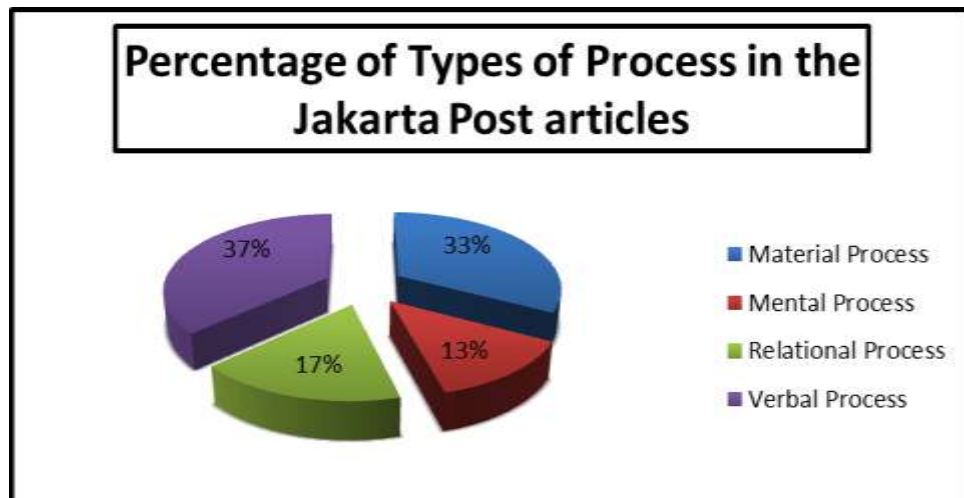 Percentage of Types of Process in the
Jakarta Post articles
37%
33%
17%
13%
Material Process
Mental Process
Relational Process
Verbal Process